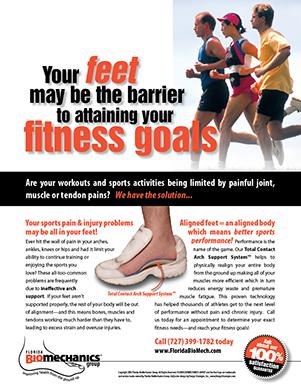 Your feet
may be the barrier
to attaining your
fitness goals
Are your workouts and sports activities being limited by painful joint,
muscle or tendon pains? We have the solution...
Your sports pain & injury problems
may be all in your feet!
Ever hit the wall of pain in your arches,
ankles, knees or hips and had it limit your
ability to continue training or
enjoying the sports you
love? These all-too-common
problems are frequently
due to ineffective arch
support. If your feet aren't
supported properly, the rest of your body will be out
of alignment—and this means bones, muscles and
tendons working much harder than they have to,
leading to excess strain and overuse injuries.
Total Contact Arch Support System™
Aligned feet = an aligned body
which means better sports
performance! Performance is the
name of the game. Our Total Contact
Arch Support System™ helps to
physically realign your entire body
from the ground up making all of your
muscles more efficient which in turn
reduces energy waste and premature
muscle fatigue. This proven technology
has helped thousands of athletes get to the next level
of performance without pain and chronic injury. Call
us today for an appointment to determine your exact
fitness needs—and reach your fitness goals!
FLORIDA
BIOMECHANICS
group
Call (727) 399-1782 today
www.FloridaBioMech.com
Ask
about our
100%
satisfaction
GUARANTEE